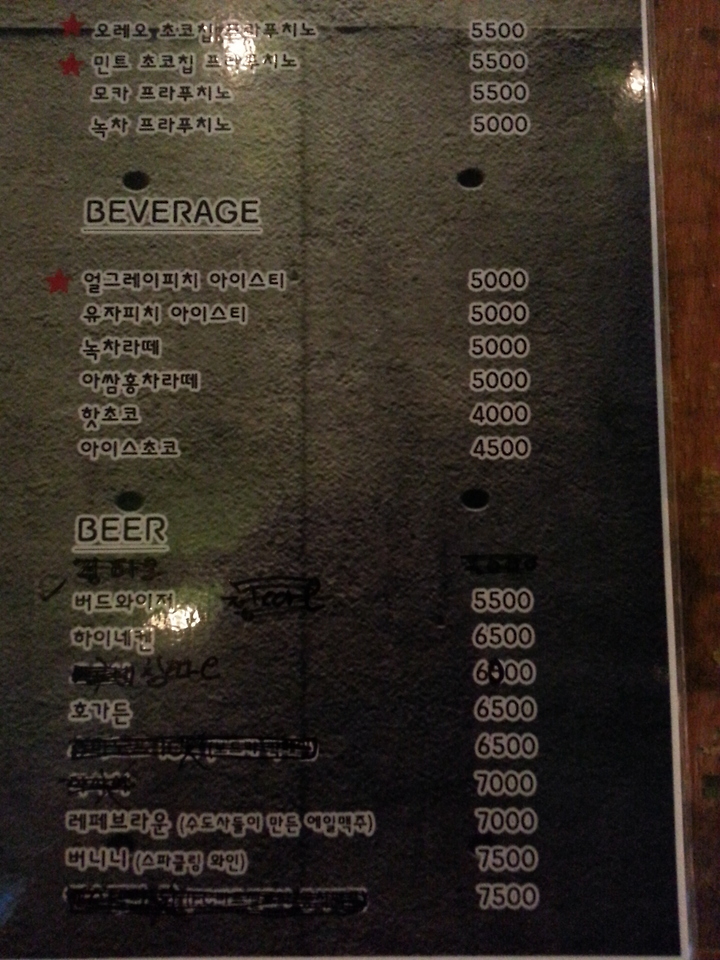 오레오 초코칩 프라푸치노 5500
민트 초코칩 프라푸치노 5500
모카 프라푸치노 5500
녹차 프라푸치노 5000
BEVERAGE
얼그레이피치 아이스티 5000
유자피치 아이스티 5000
녹차라떼 5000
아쌈홍차라떼 5000
핫초코 4000
아이스초코 4500
BEER
버드와이저 5500
하이네켄 6500
6000
호가든 6500
6500
7000
레페브라운 (수도사들이 만든 에일맥주) 7000
버니니 (스파클링 와인) 7500
7500